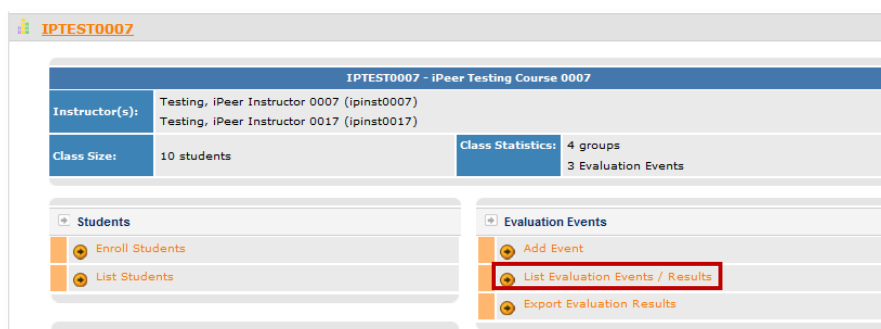 IPTEST0007
IPTEST0007 - iPeer Testing Course 0007
Instructor(s):
Testing, iPeer Instructor 0007 (ipinst0007)
Testing, iPeer Instructor 0017 (ipinst0017)
Class Size:
10 students
Class Statistics:
4 groups
3 Evaluation Events
Students
Enroll Students
List Students
Evaluation Events
Add Event
List Evaluation Events / Results
Export Evaluation Results